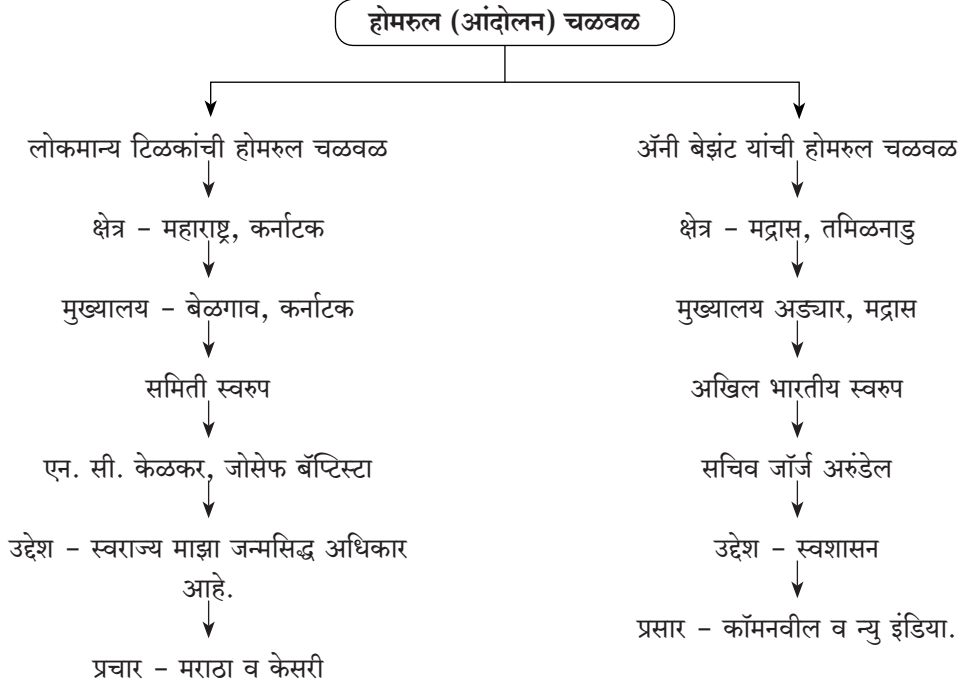 होमरुल (आंदोलन) चळवळ
लोकमान्य टिळकांची होमरुल चळवळ
क्षेत्र – महाराष्ट्र, कर्नाटक
मुख्यालय – बेळगाव, कर्नाटक
समिती स्वरुप
एन. सी. केळकर, जोसेफ बॅप्टिस्टा
उद्देश – स्वराज्य माझा जन्मसिद्ध अधिकार
आहे.
प्रचार – मराठा व केसरी
ॲनी बेझंट यांची होमरुल चळवळ
क्षेत्र – मद्रास, तमिळनाडु
मुख्यालय अड्यार, मद्रास
अखिल भारतीय स्वरुप
सचिव जॉर्ज अरुंडेल
उद्देश – स्वशासन
प्रसार – कॉमनवील व न्यु इंडिया.